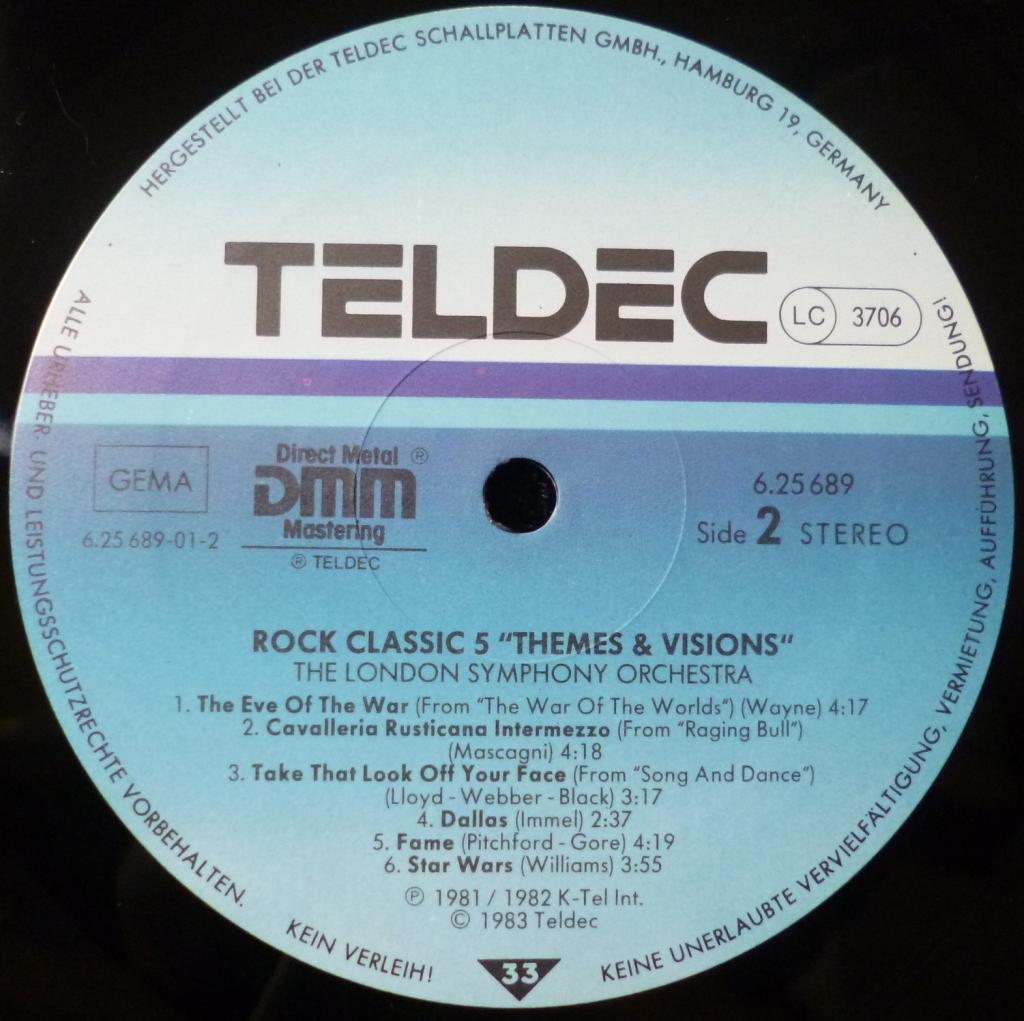 HERGESTELLT BEI DER TELDEC SCHALLPLATTEN GMBH., HAMBURG 19, GERMANY
TELDEC
LC 3706
GEMA
6.25 689-01-2
Direct Metal ®
DMM
Mastering
® TELDEC
6.25 689
Side 2 STEREO
ROCK CLASSIC 5 "THEMES & VISIONS"
THE LONDON SYMPHONY ORCHESTRA
1. The Eve Of The War (From "The War Of The Worlds") (Wayne) 4:17
2. Cavalleria Rusticana Intermezzo (From "Raging Bull")
(Mascagni) 4:18
3. Take That Look Off Your Face (From "Song And Dance")
(Lloyd - Webber - Black) 3:17
4. Dallas (Immel) 2:37
5. Fame (Pitchford - Gore) 4:19
6. Star Wars (Williams) 3:55
℗ 1981 / 1982 K-Tel Int.
© 1983 Teldec
33
ALLE URHEBER- UND LEISTUNGSSCHUTZRECHTE VORBEHALTEN.
KEIN VERLEIH!
KEINE UNERLAUBTE VERVIELFÄLTIGUNG, VERMIETUNG, AUFFÜHRUNG, SENDUNG!